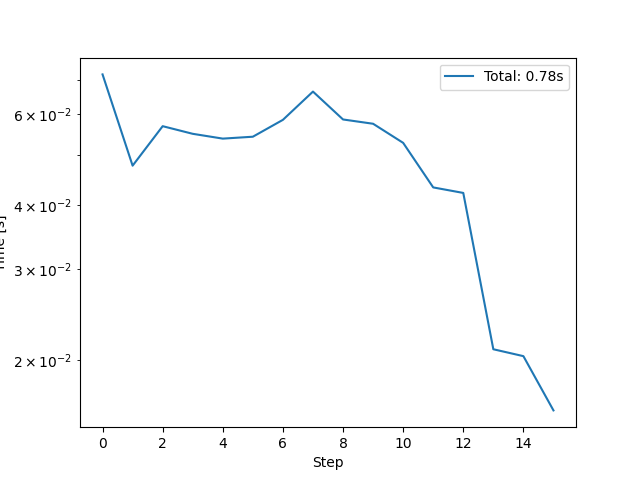 Total: 0.78s
6 × 10⁻²
4 × 10⁻²
3 × 10⁻²
2 × 10⁻²
Time [s]
0 2 4 6 8 10 12 14
Step